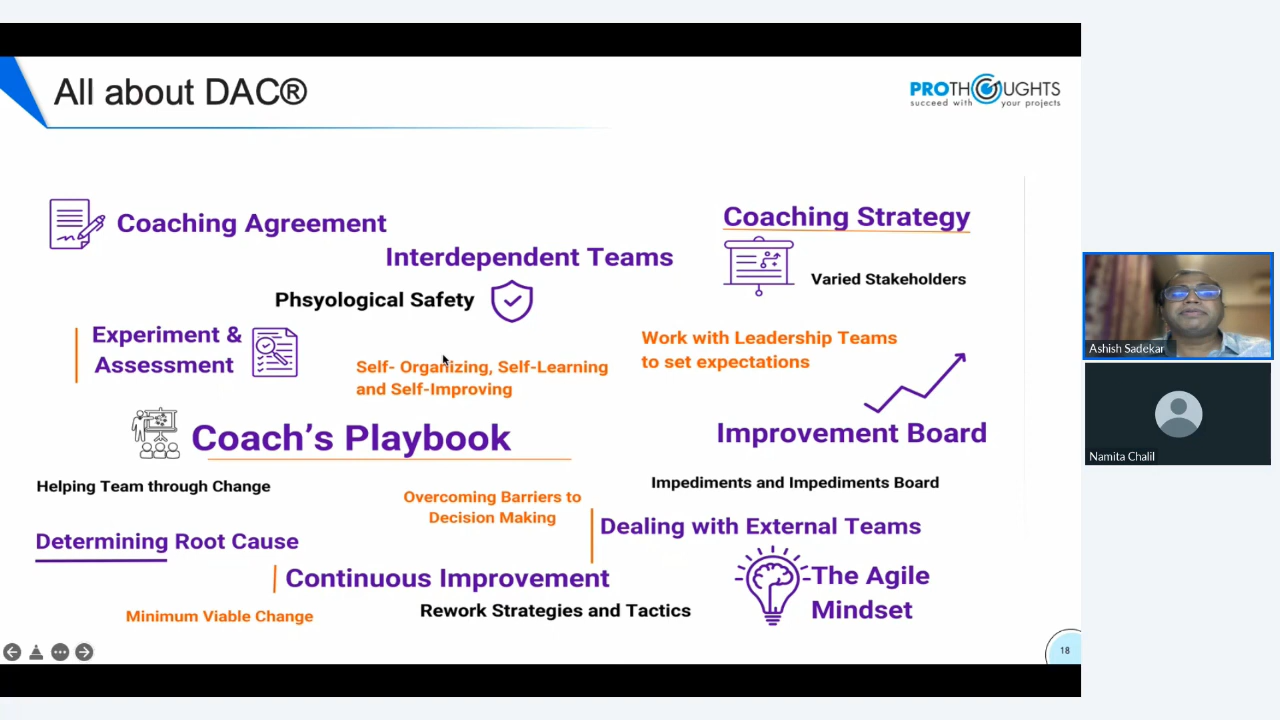 All about DAC®
PROTHOUGHTS
succeed with your projects
Coaching Agreement
Coaching Strategy
Interdependent Teams
Varied Stakeholders
Phsyological Safety
Experiment &
Assessment
Work with Leadership Teams
to set expectations
Self- Organizing, Self-Learning
and Self-Improving
Coach's Playbook
Improvement Board
Helping Team through Change
Overcoming Barriers to
Decision Making
Impediments and Impediments Board
Dealing with External Teams
Determining Root Cause
Continuous Improvement
The Agile
Mindset
Minimum Viable Change
Rework Strategies and Tactics
18
Ashish Sadekar
Namita Chalil